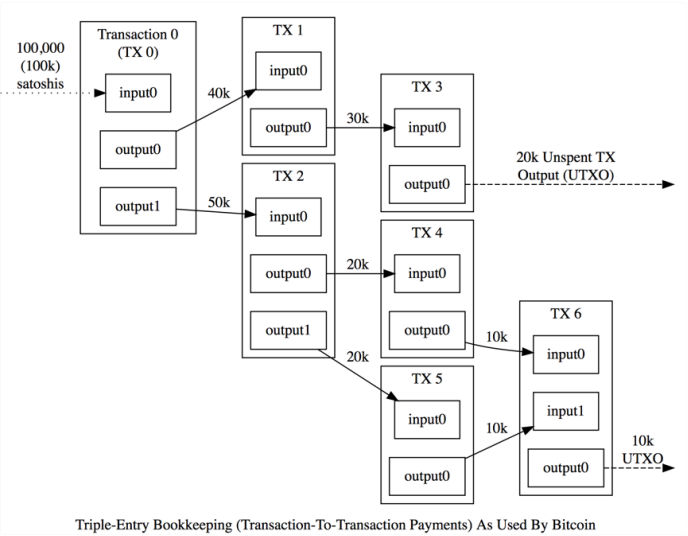 100,000
(100k)
satoshis
Transaction 0
(TX 0)
input0
output0
output1
40k
50k
TX 1
input0
output0
30k
TX 2
input0
output0
output1
20k
20k
TX 3
input0
output0
20k Unspent TX
Output (UTXO)
TX 4
input0
output0
10k
TX 5
input0
output0
10k
TX 6
input0
input1
output0
10k
UTXO
Triple-Entry Bookkeeping (Transaction-To-Transaction Payments) As Used By Bitcoin